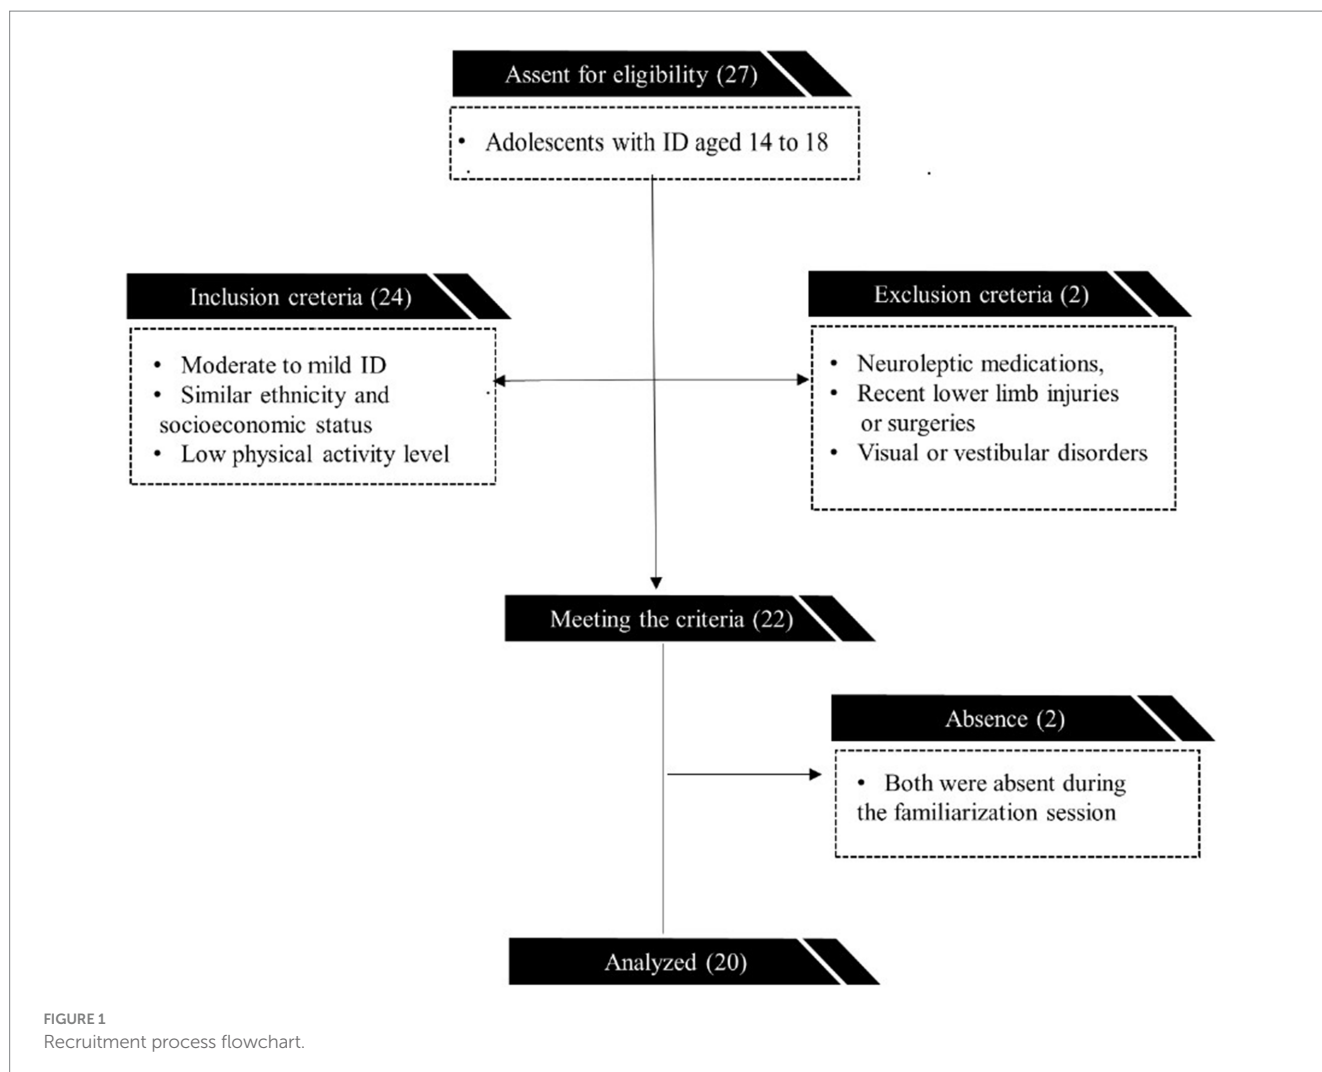 Assent for eligibility (27)
• Adolescents with ID aged 14 to 18
Inclusion creteria (24)
• Moderate to mild ID
• Similar ethnicity and
socioeconomic status
• Low physical activity level
Exclusion creteria (2)
• Neuroleptic medications,
• Recent lower limb injuries
or surgeries
• Visual or vestibular disorders
Meeting the criteria (22)
Absence (2)
• Both were absent during
the familiarization session
Analyzed (20)
FIGURE 1
Recruitment process flowchart.